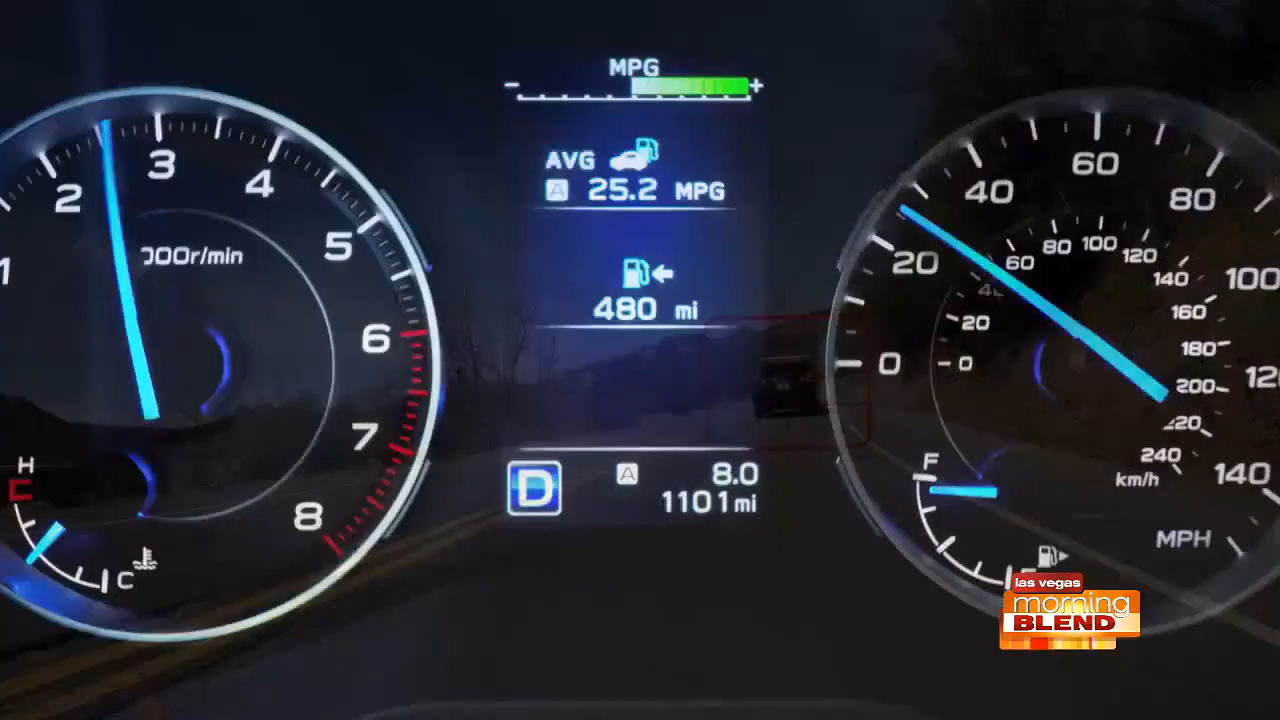 MPG
- +
AVG
A 25.2 MPG
480 mi
D
A 8.0
1101mi
1
2
3
4
5
6
7
8
000r/min
H
C
0
20
40
60
80
100
120
140
MPH
0
20
60
80
100
120
140
160
180
200
220
240
km/h
F
las vegas
morning
BLEND